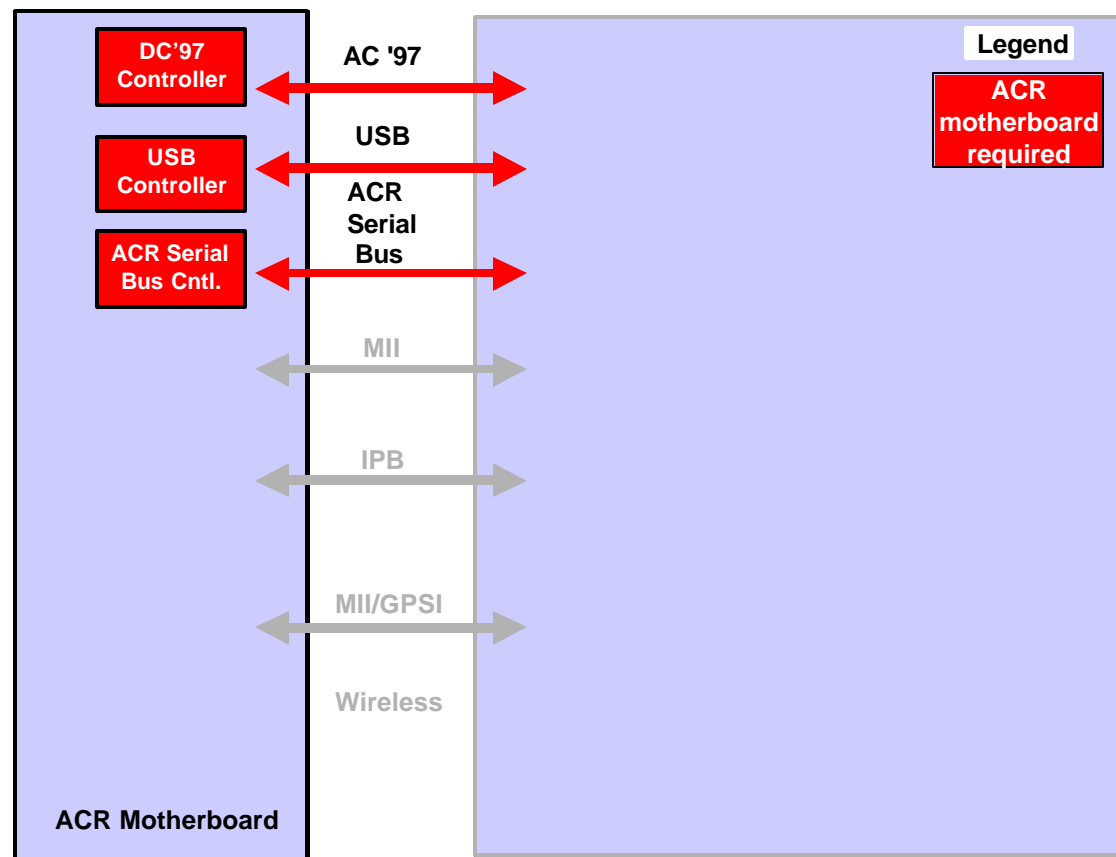 DC’97
Controller
AC '97
Legend
ACR
motherboard
required
USB
USB
Controller
ACR
Serial
Bus
ACR Serial
Bus Cntl.
MII
IPB
MII/GPSI
Wireless
ACR Motherboard